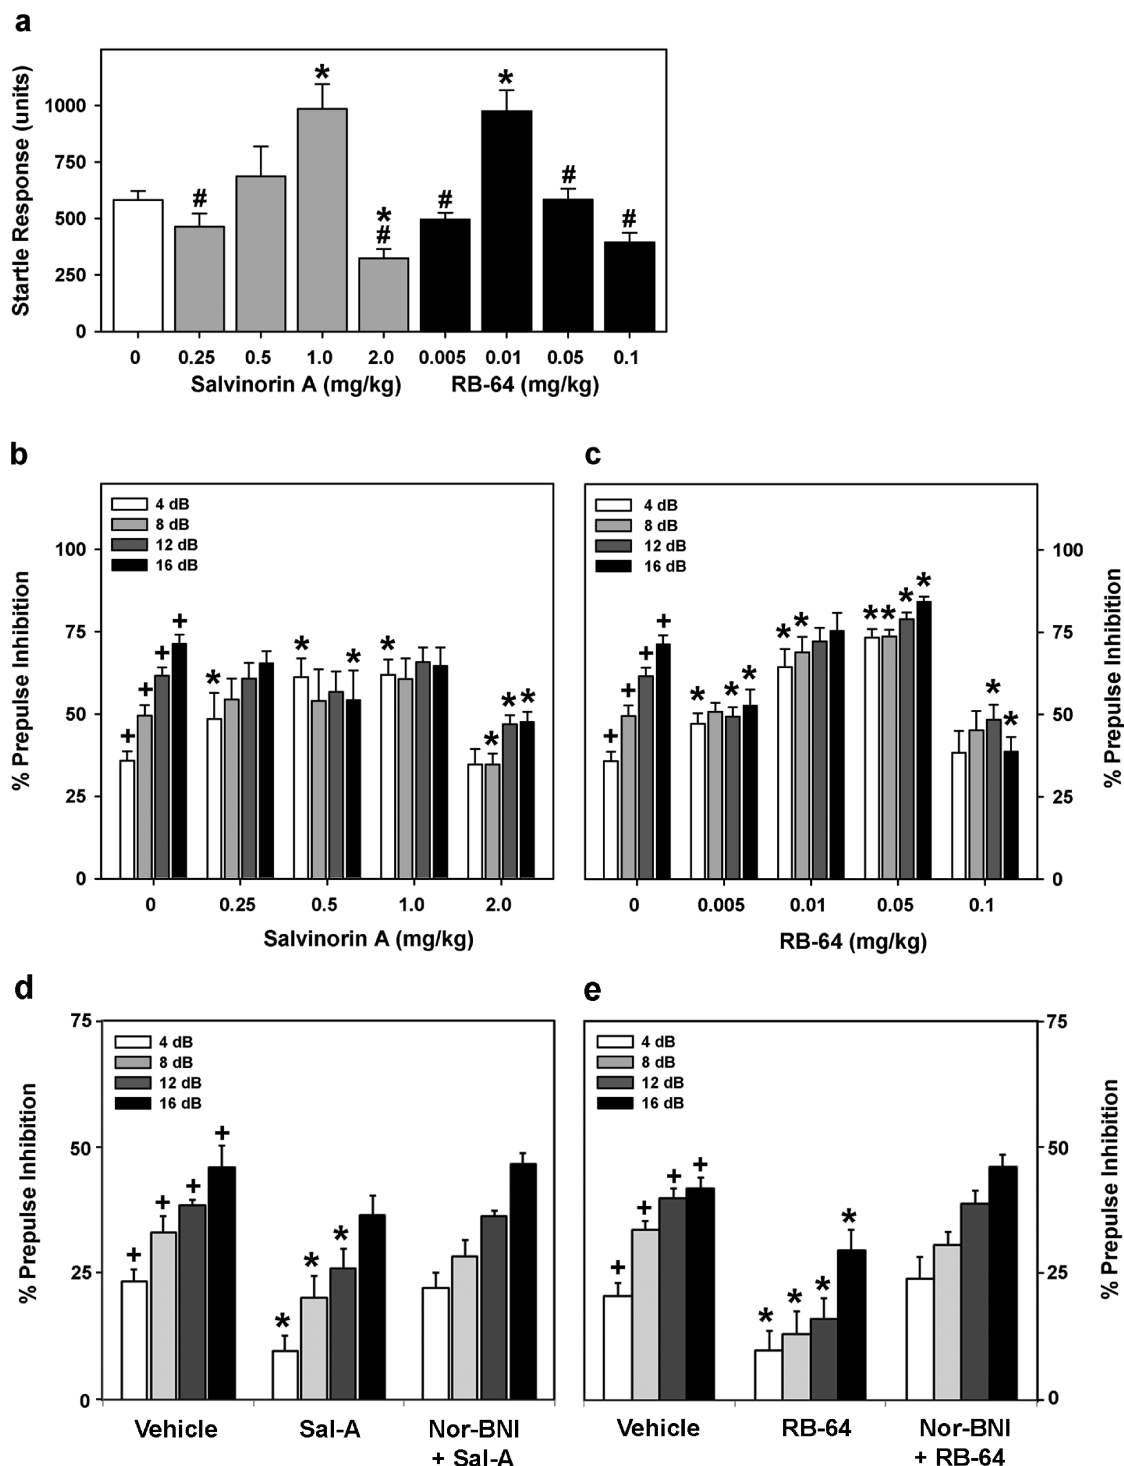 a
Startle Response (units)
1000
750
500
250
0
* * # # * # # # #
0 0.25 0.5 1.0 2.0 0.005 0.01 0.05 0.1
Salvinorin A (mg/kg) RB-64 (mg/kg)
b
% Prepulse Inhibition
4 dB
8 dB
12 dB
16 dB
100
75
50
25
0
+ + + + * * * * * * *
0 0.25 0.5 1.0 2.0
Salvinorin A (mg/kg)
c
4 dB
8 dB
12 dB
16 dB
100
75
50
25
0
% Prepulse Inhibition
+ + + + * * * * * * * * * * *
0 0.005 0.01 0.05 0.1
RB-64 (mg/kg)
d
% Prepulse Inhibition
75
50
25
0
4 dB
8 dB
12 dB
16 dB
+ + + + * * *
Vehicle Sal-A Nor-BNI
+ Sal-A
e
4 dB
8 dB
12 dB
16 dB
75
50
25
0
% Prepulse Inhibition
+ + + + * * * *
Vehicle RB-64 Nor-BNI
+ RB-64